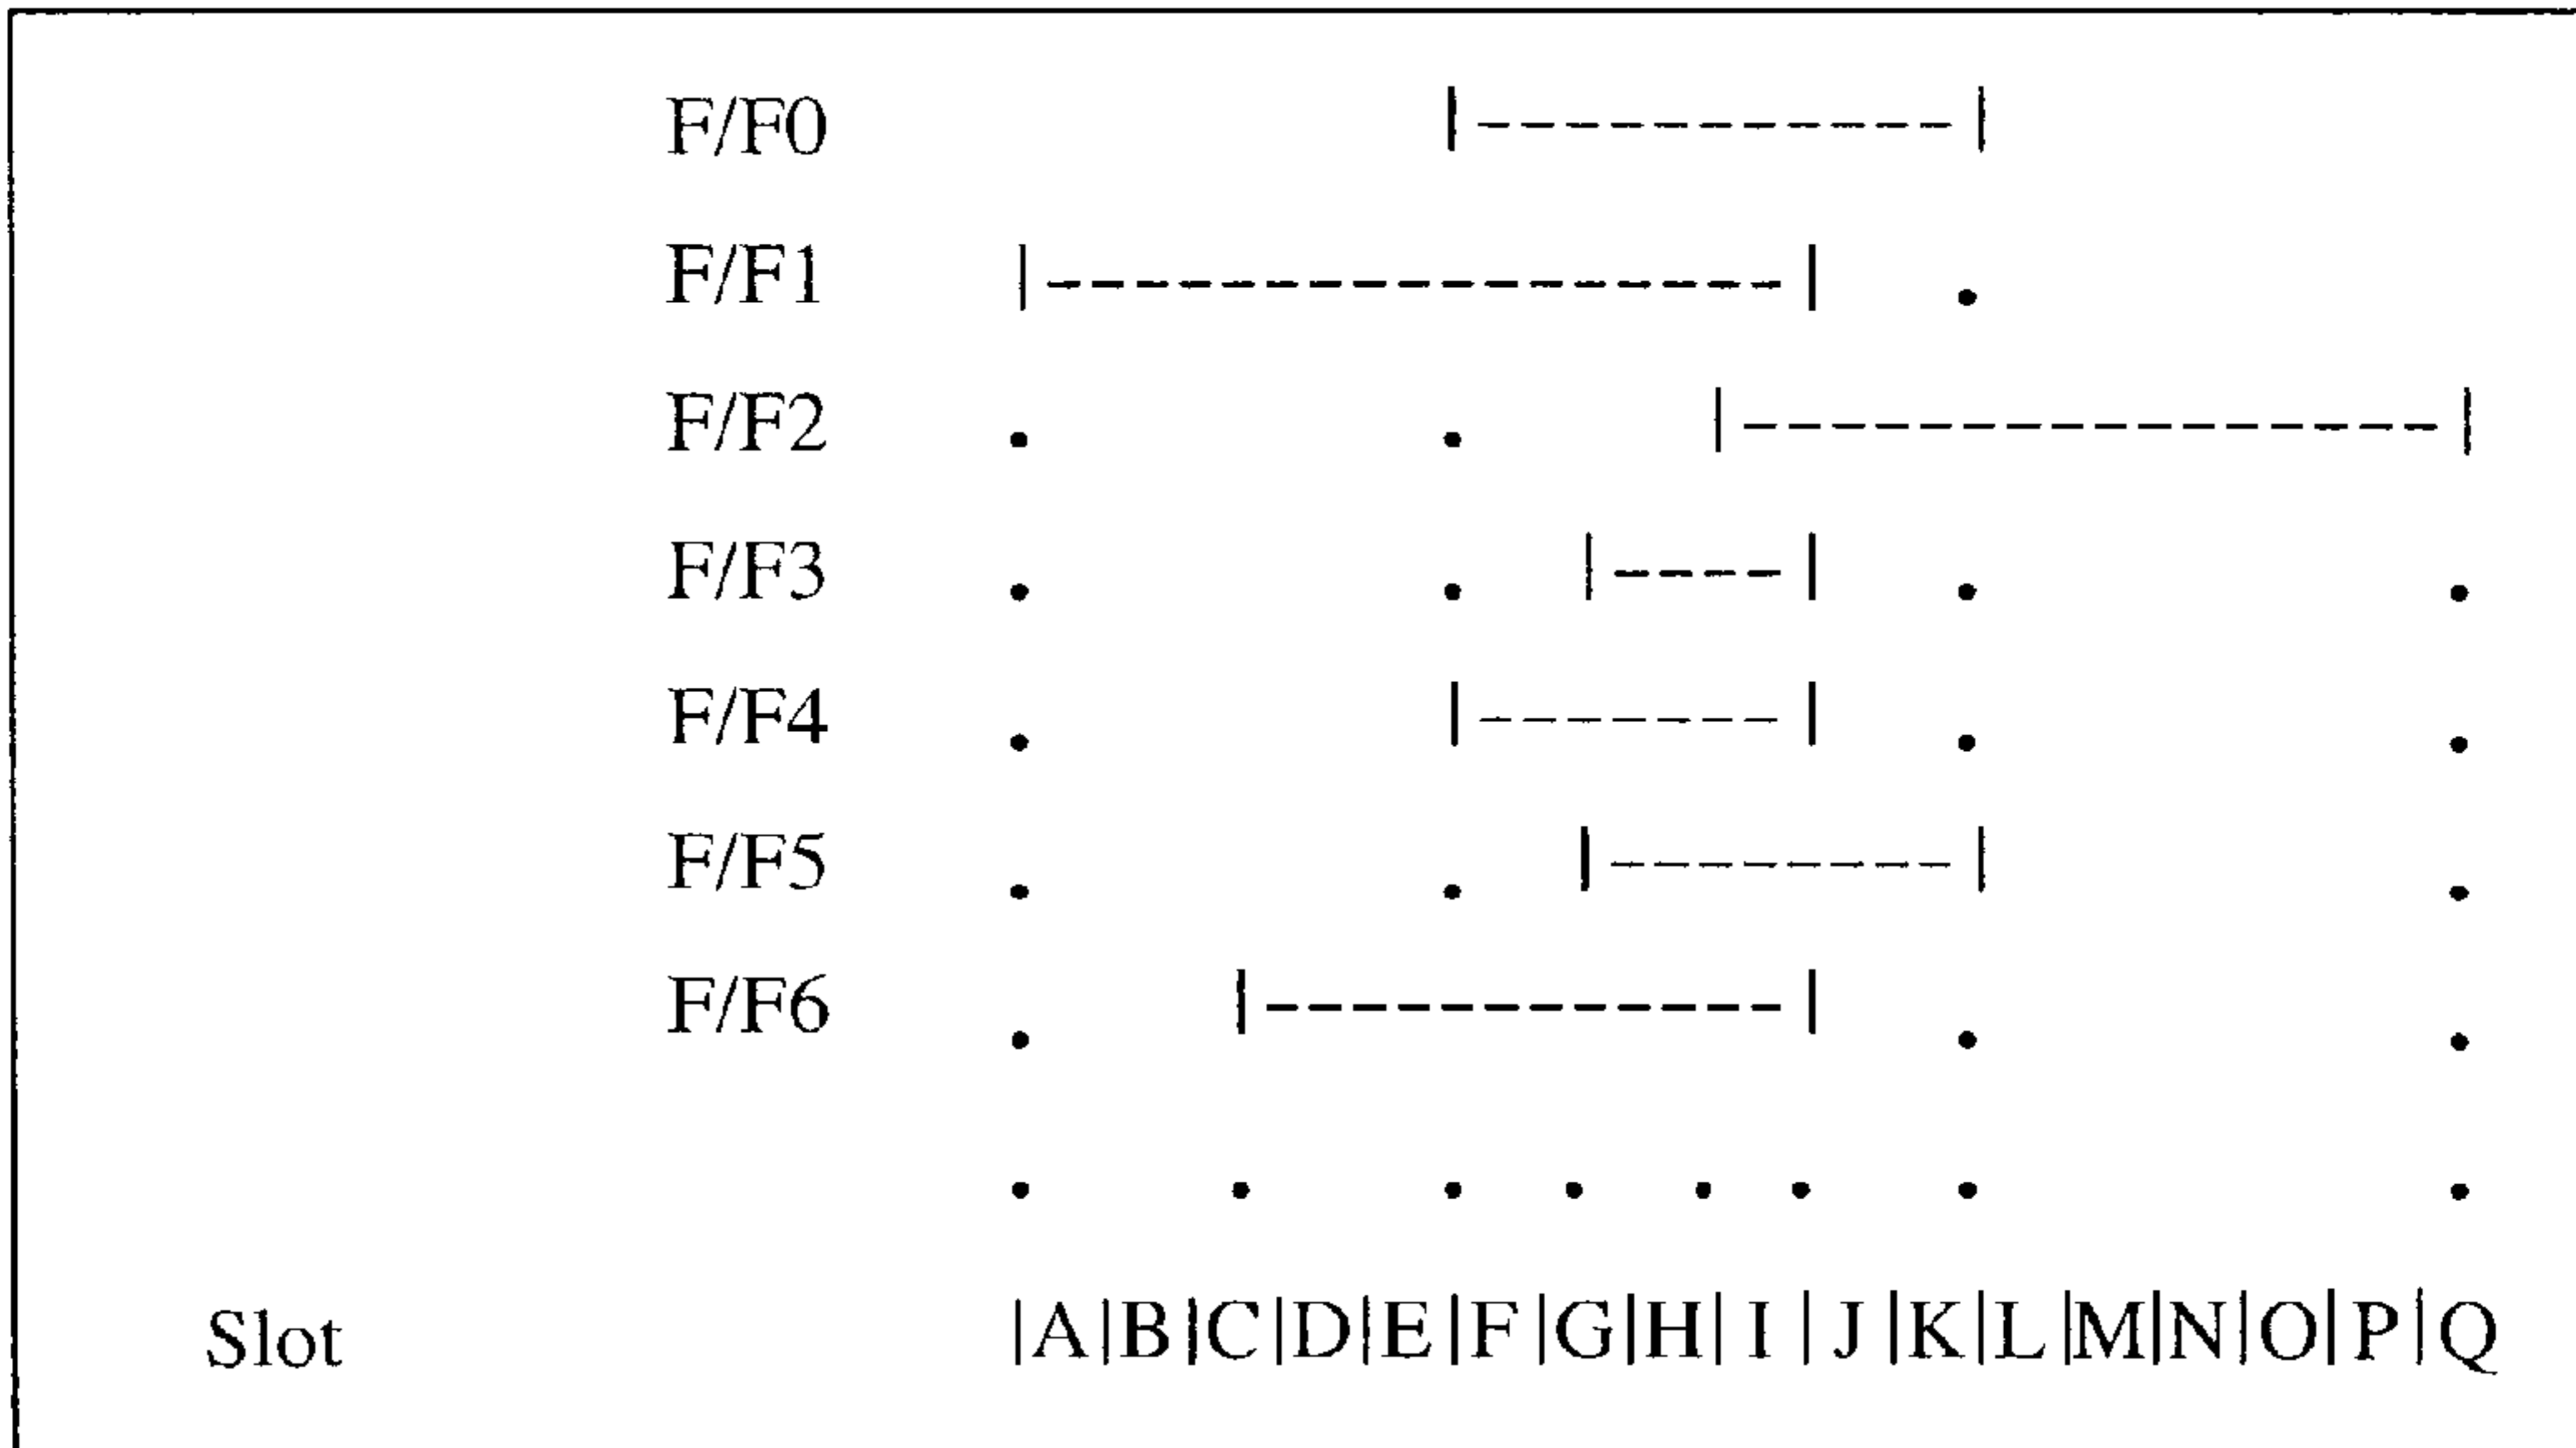 F/F0
F/F1
F/F2
F/F3
F/F4
F/F5
F/F6
Slot |A|B|C|D|E|F|G|H|I|J|K|L|M|N|O|P|Q